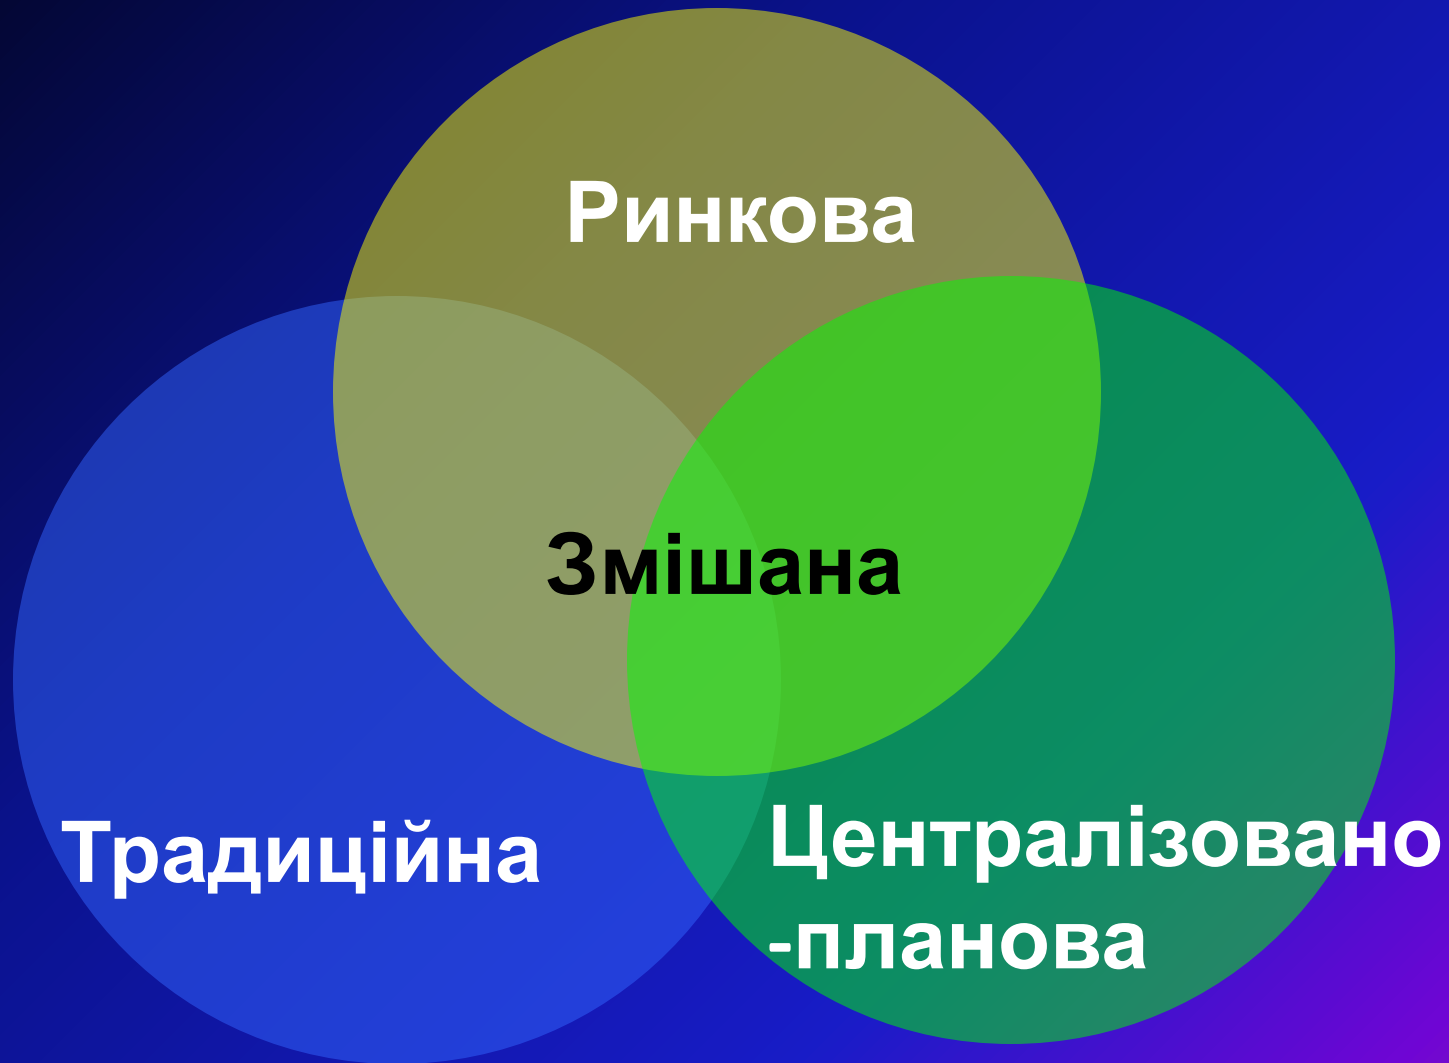 Ринкова
Змішана
Традиційна
Централізовано
-планова